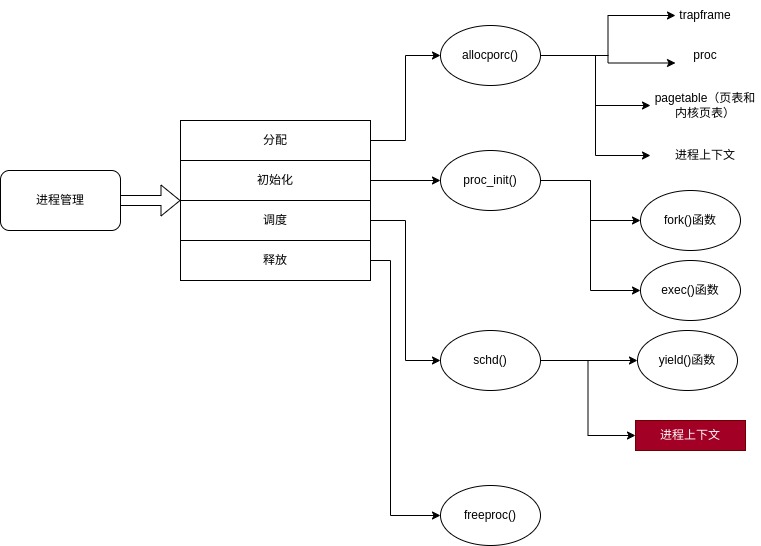 进程管理
分配
初始化
调度
释放
allocporc()
trapframe
proc
pagetable（页表和
内核页表）
进程上下文
proc_init()
fork()函数
exec()函数
schd()
yield()函数
进程上下文
freeproc()